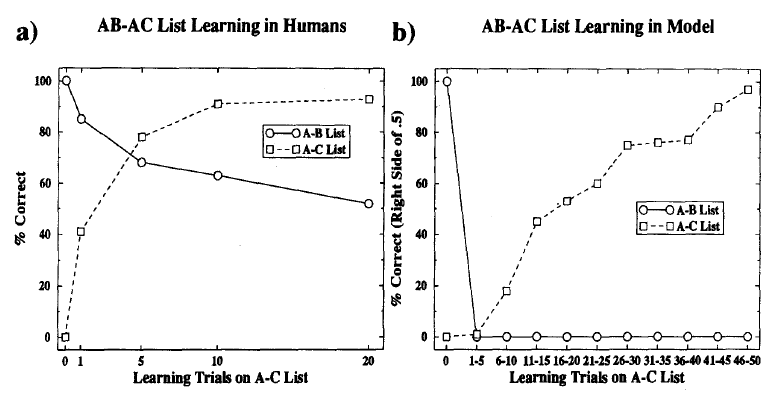 a) AB-AC List Learning in Humans
100
80
60
40
20
0
% Correct
A-B List
A-C List
0 1 5 10 20
Learning Trials on A-C List
b) AB-AC List Learning in Model
100
80
60
40
20
0
% Correct (Right Side of .5)
A-B List
A-C List
0 1-5 6-10 11-15 16-20 21-25 26-30 31-35 36-40 41-45 46-50
Learning Trials on A-C List